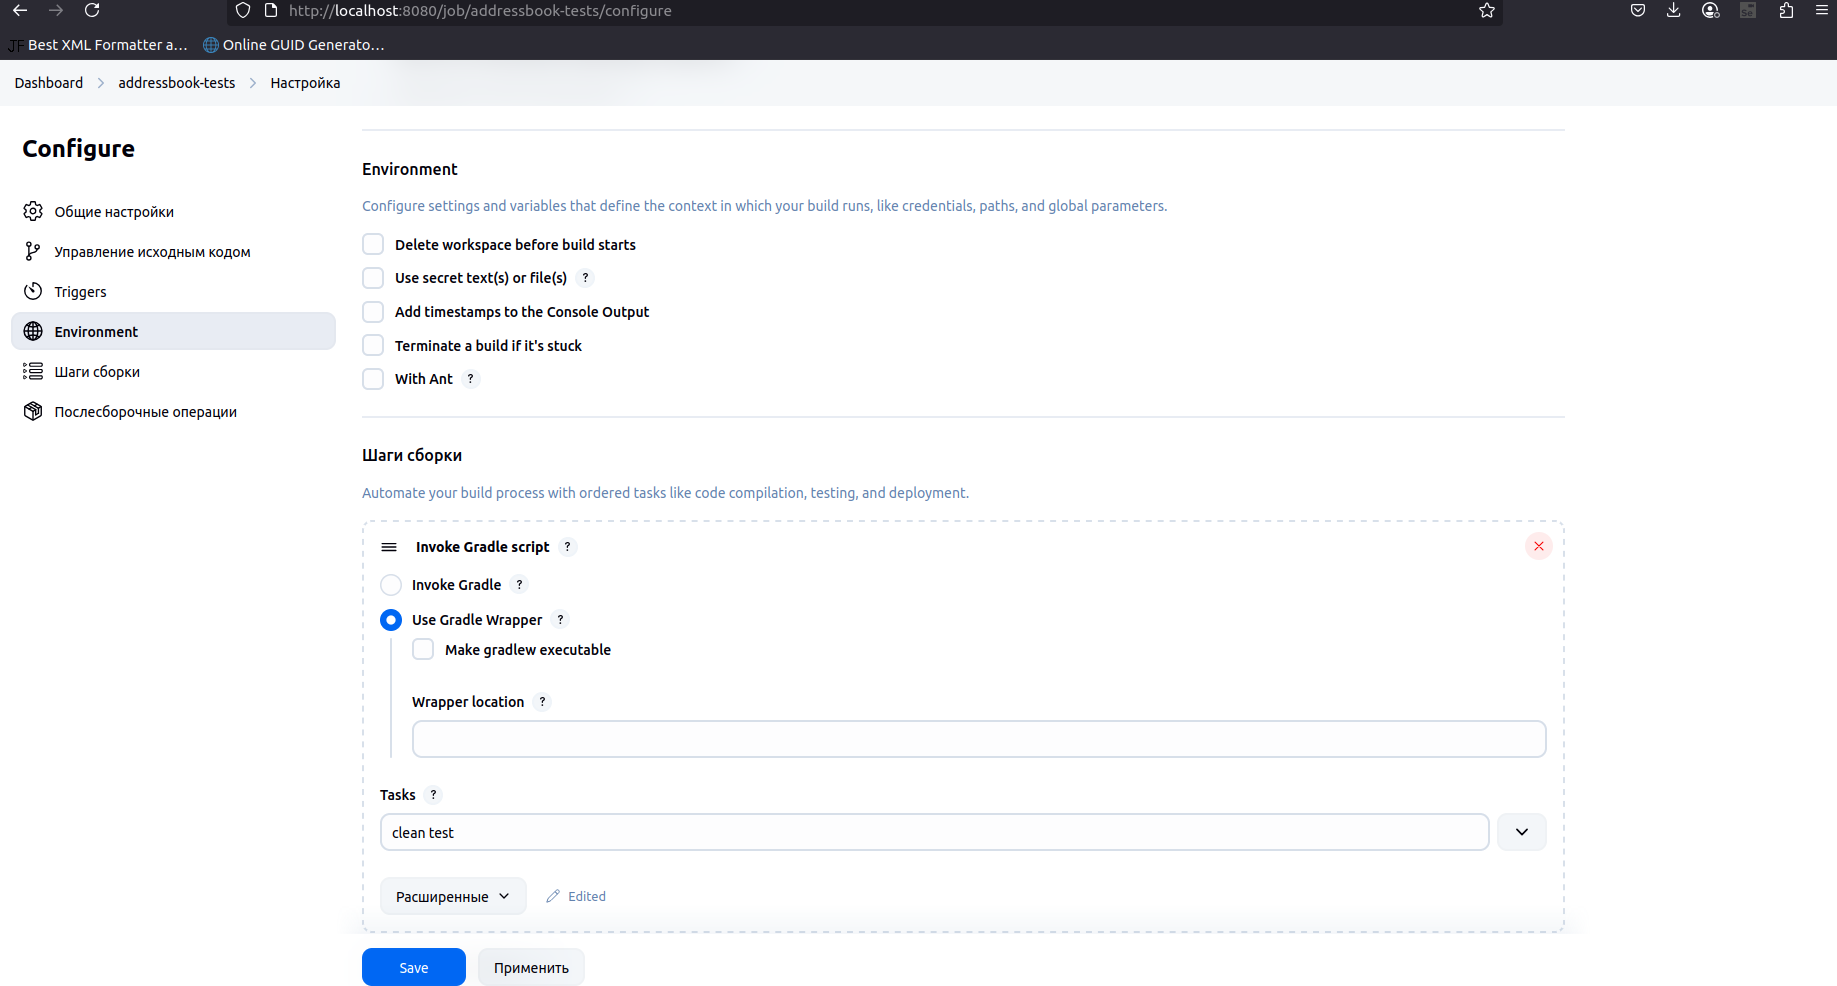 http://localhost:8080/job/addressbook-tests/configure
JF Best XML Formatter a... Online GUID Generato...
Dashboard addressbook-tests Настройка
Configure
Общие настройки
Управление исходным кодом
Triggers
Environment
Шаги сборки
Послесборочные операции
Environment
Configure settings and variables that define the context in which your build runs, like credentials, paths, and global parameters.
Delete workspace before build starts
Use secret text(s) or file(s) ?
Add timestamps to the Console Output
Terminate a build if it's stuck
With Ant ?
Шаги сборки
Automate your build process with ordered tasks like code compilation, testing, and deployment.
Invoke Gradle script ?
Invoke Gradle ?
Use Gradle Wrapper ?
Make gradlew executable
Wrapper location ?
Tasks ?
clean test
Расширенные Edited
Save Применить